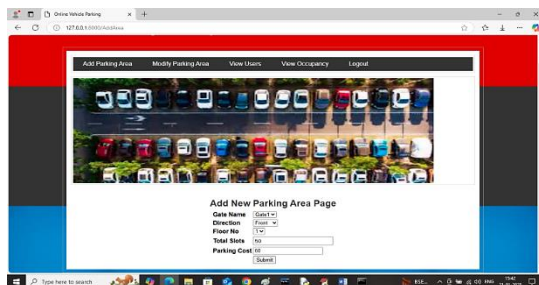 Online Vehicle Parking
127.0.0.1:8000/AddArea
Add Parking Area Modify Parking Area View Users View Occupancy Logout
Add New Parking Area Page
Gate Name Gate1
Direction Front
Floor No 1
Total Slots 50
Parking Cost
Submit
Type here to search
ENG